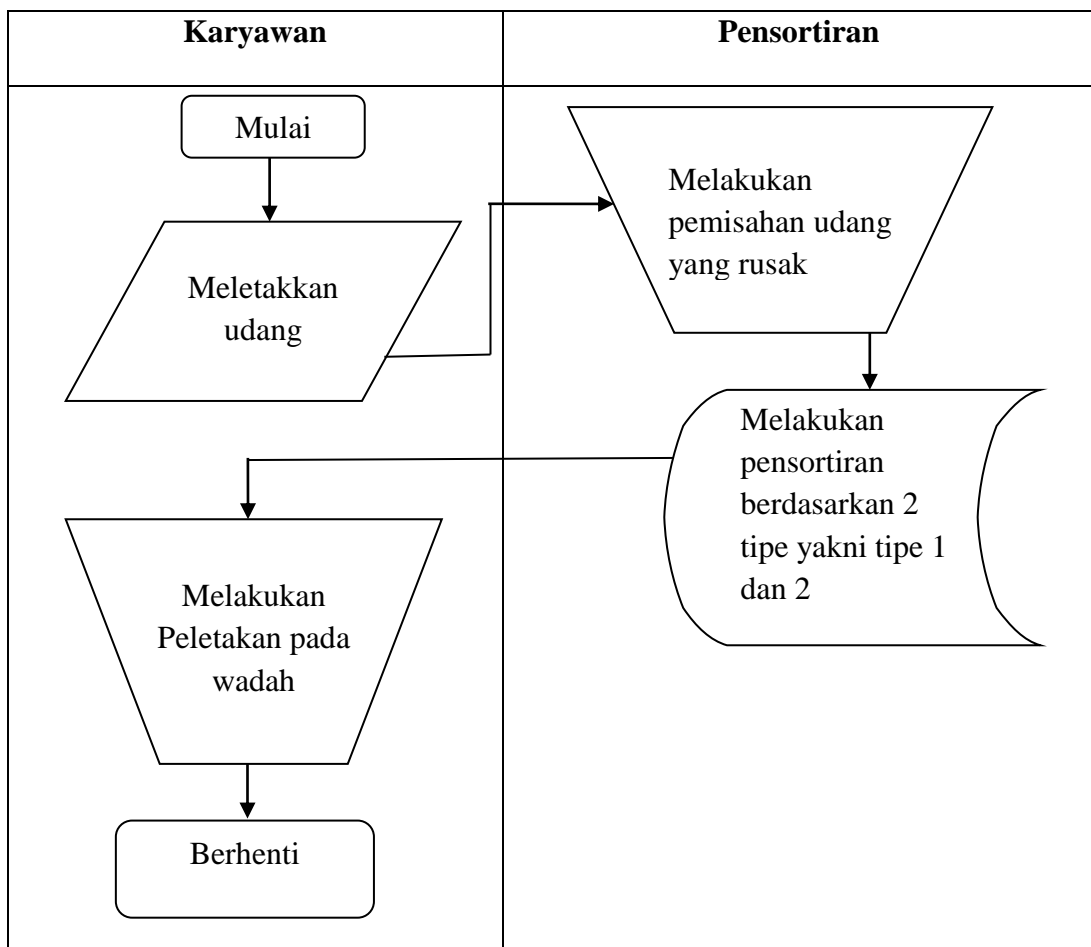 Karyawan
Pensortiran
Mulai
Meletakkan
udang
Melakukan
pemisahan udang
yang rusak
Melakukan
pensortiran
berdasarkan 2
tipe yakni tipe 1
dan 2
Melakukan
Peletakan pada
wadah
Berhenti